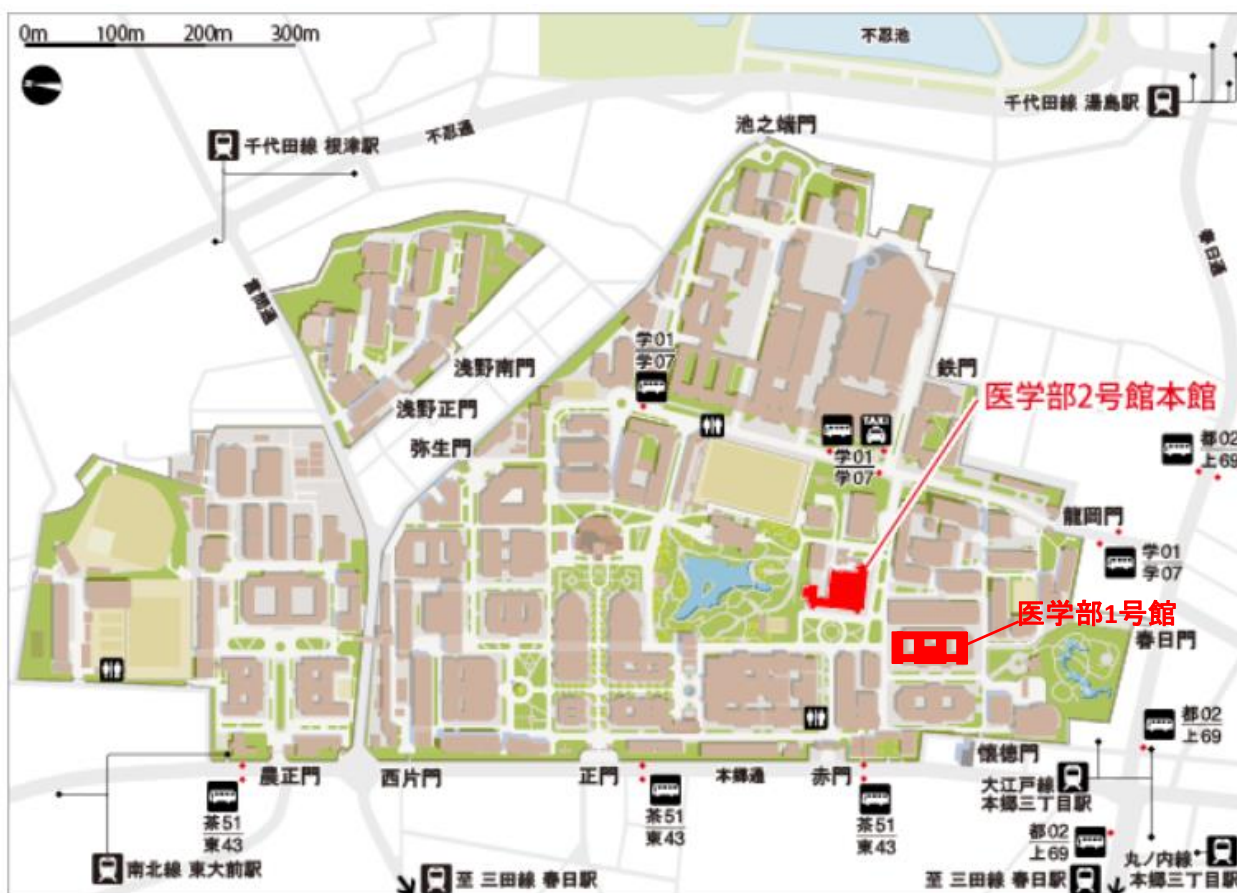 0m 100m 200m 300m
不忍池
千代田線 湯島駅
池之端門
不忍通
千代田線 根津駅
春日通
言問通
学01
学07
浅野南門
鉄門
医学部2号館本館
浅野正門
弥生門
TAXI
学01
学07
都02
上69
龍岡門
学01
学07
医学部1号館
春日門
都02
上69
懐徳門
農正門
西片門
正門
本郷通
赤門
大江戸線
本郷三丁目駅
茶51
東43
茶51
東43
茶51
東43
都02
上69
南北線 東大前駅
至 三田線 春日駅
至 三田線 春日駅
丸ノ内線
本郷三丁目駅